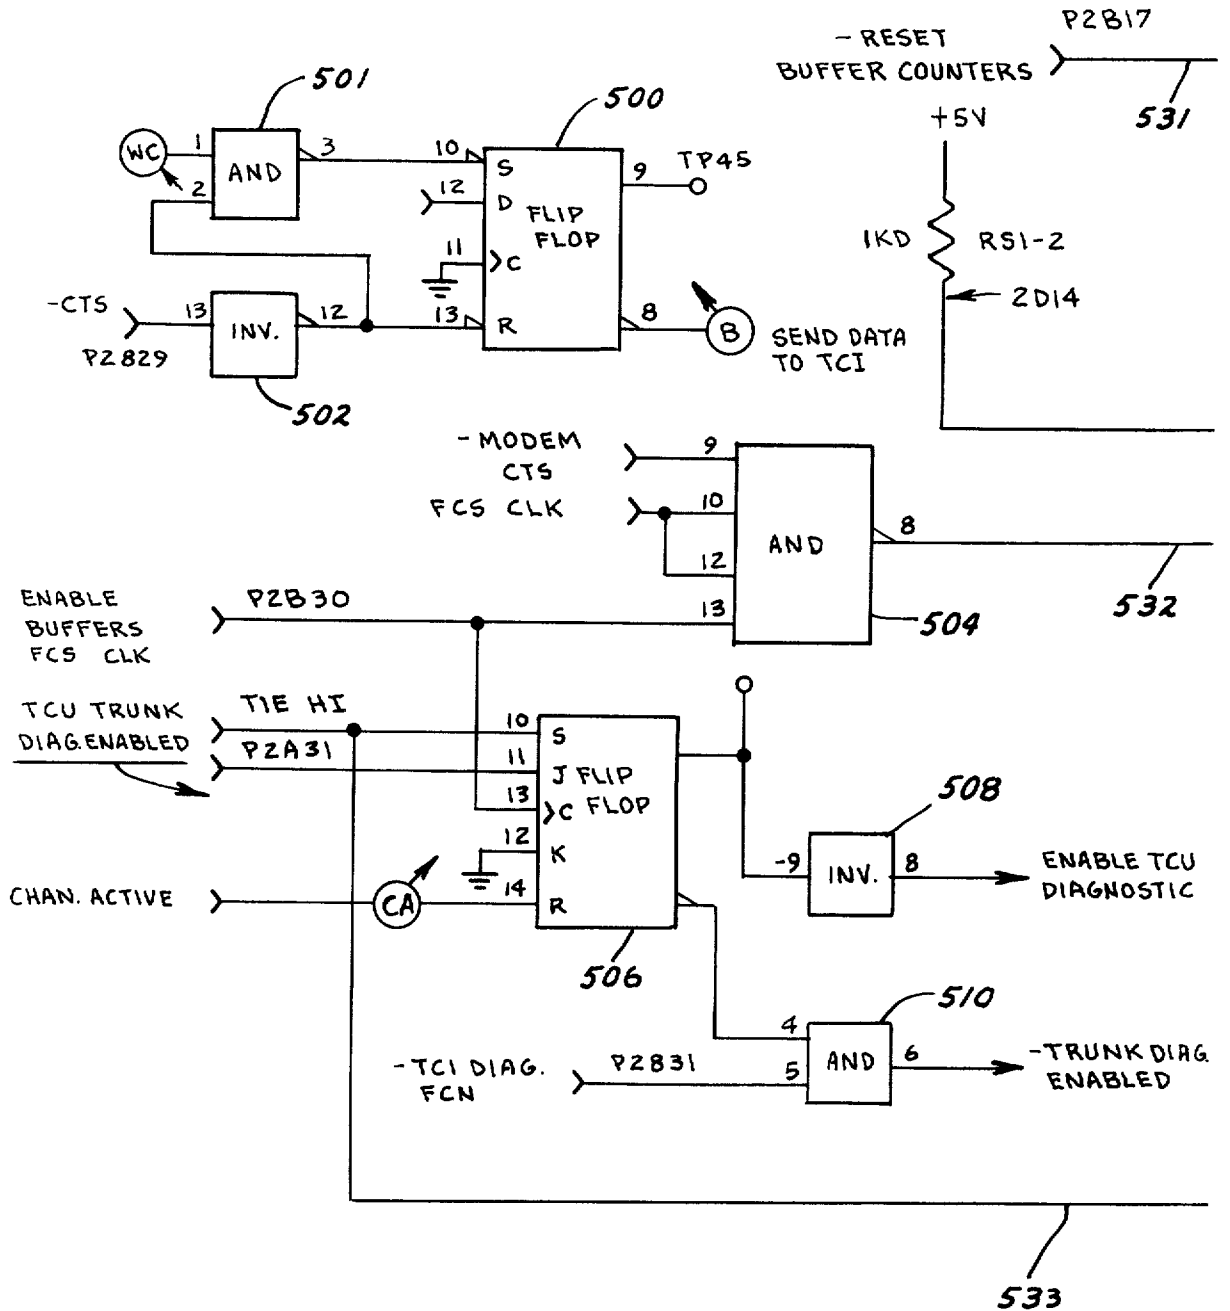 P2B17
-RESET
BUFFER COUNTERS
531
+5V
1KD
RS1-2
2D14
501
500
WC
1
2
AND
3
10
S
12
D
FLIP
FLOP
11
C
13
R
9
TP45
8
B
SEND DATA
TO TCI
-CTS
P2829
13
INV.
12
502
-MODEM
CTS
FCS CLK
9
10
12
13
AND
8
532
504
ENABLE
BUFFERS
FCS CLK
P2B30
TCU TRUNK
DIAG.ENABLED
TIE HI
P2A31
10
S
11
J
FLIP
FLOP
13
C
12
K
14
R
506
CHAN. ACTIVE
CA
508
-9
INV.
8
ENABLE TCU
DIAGNOSTIC
510
4
5
AND
6
-TRUNK DIAG
ENABLED
-TCI DIAG.
FCN
P2831
533